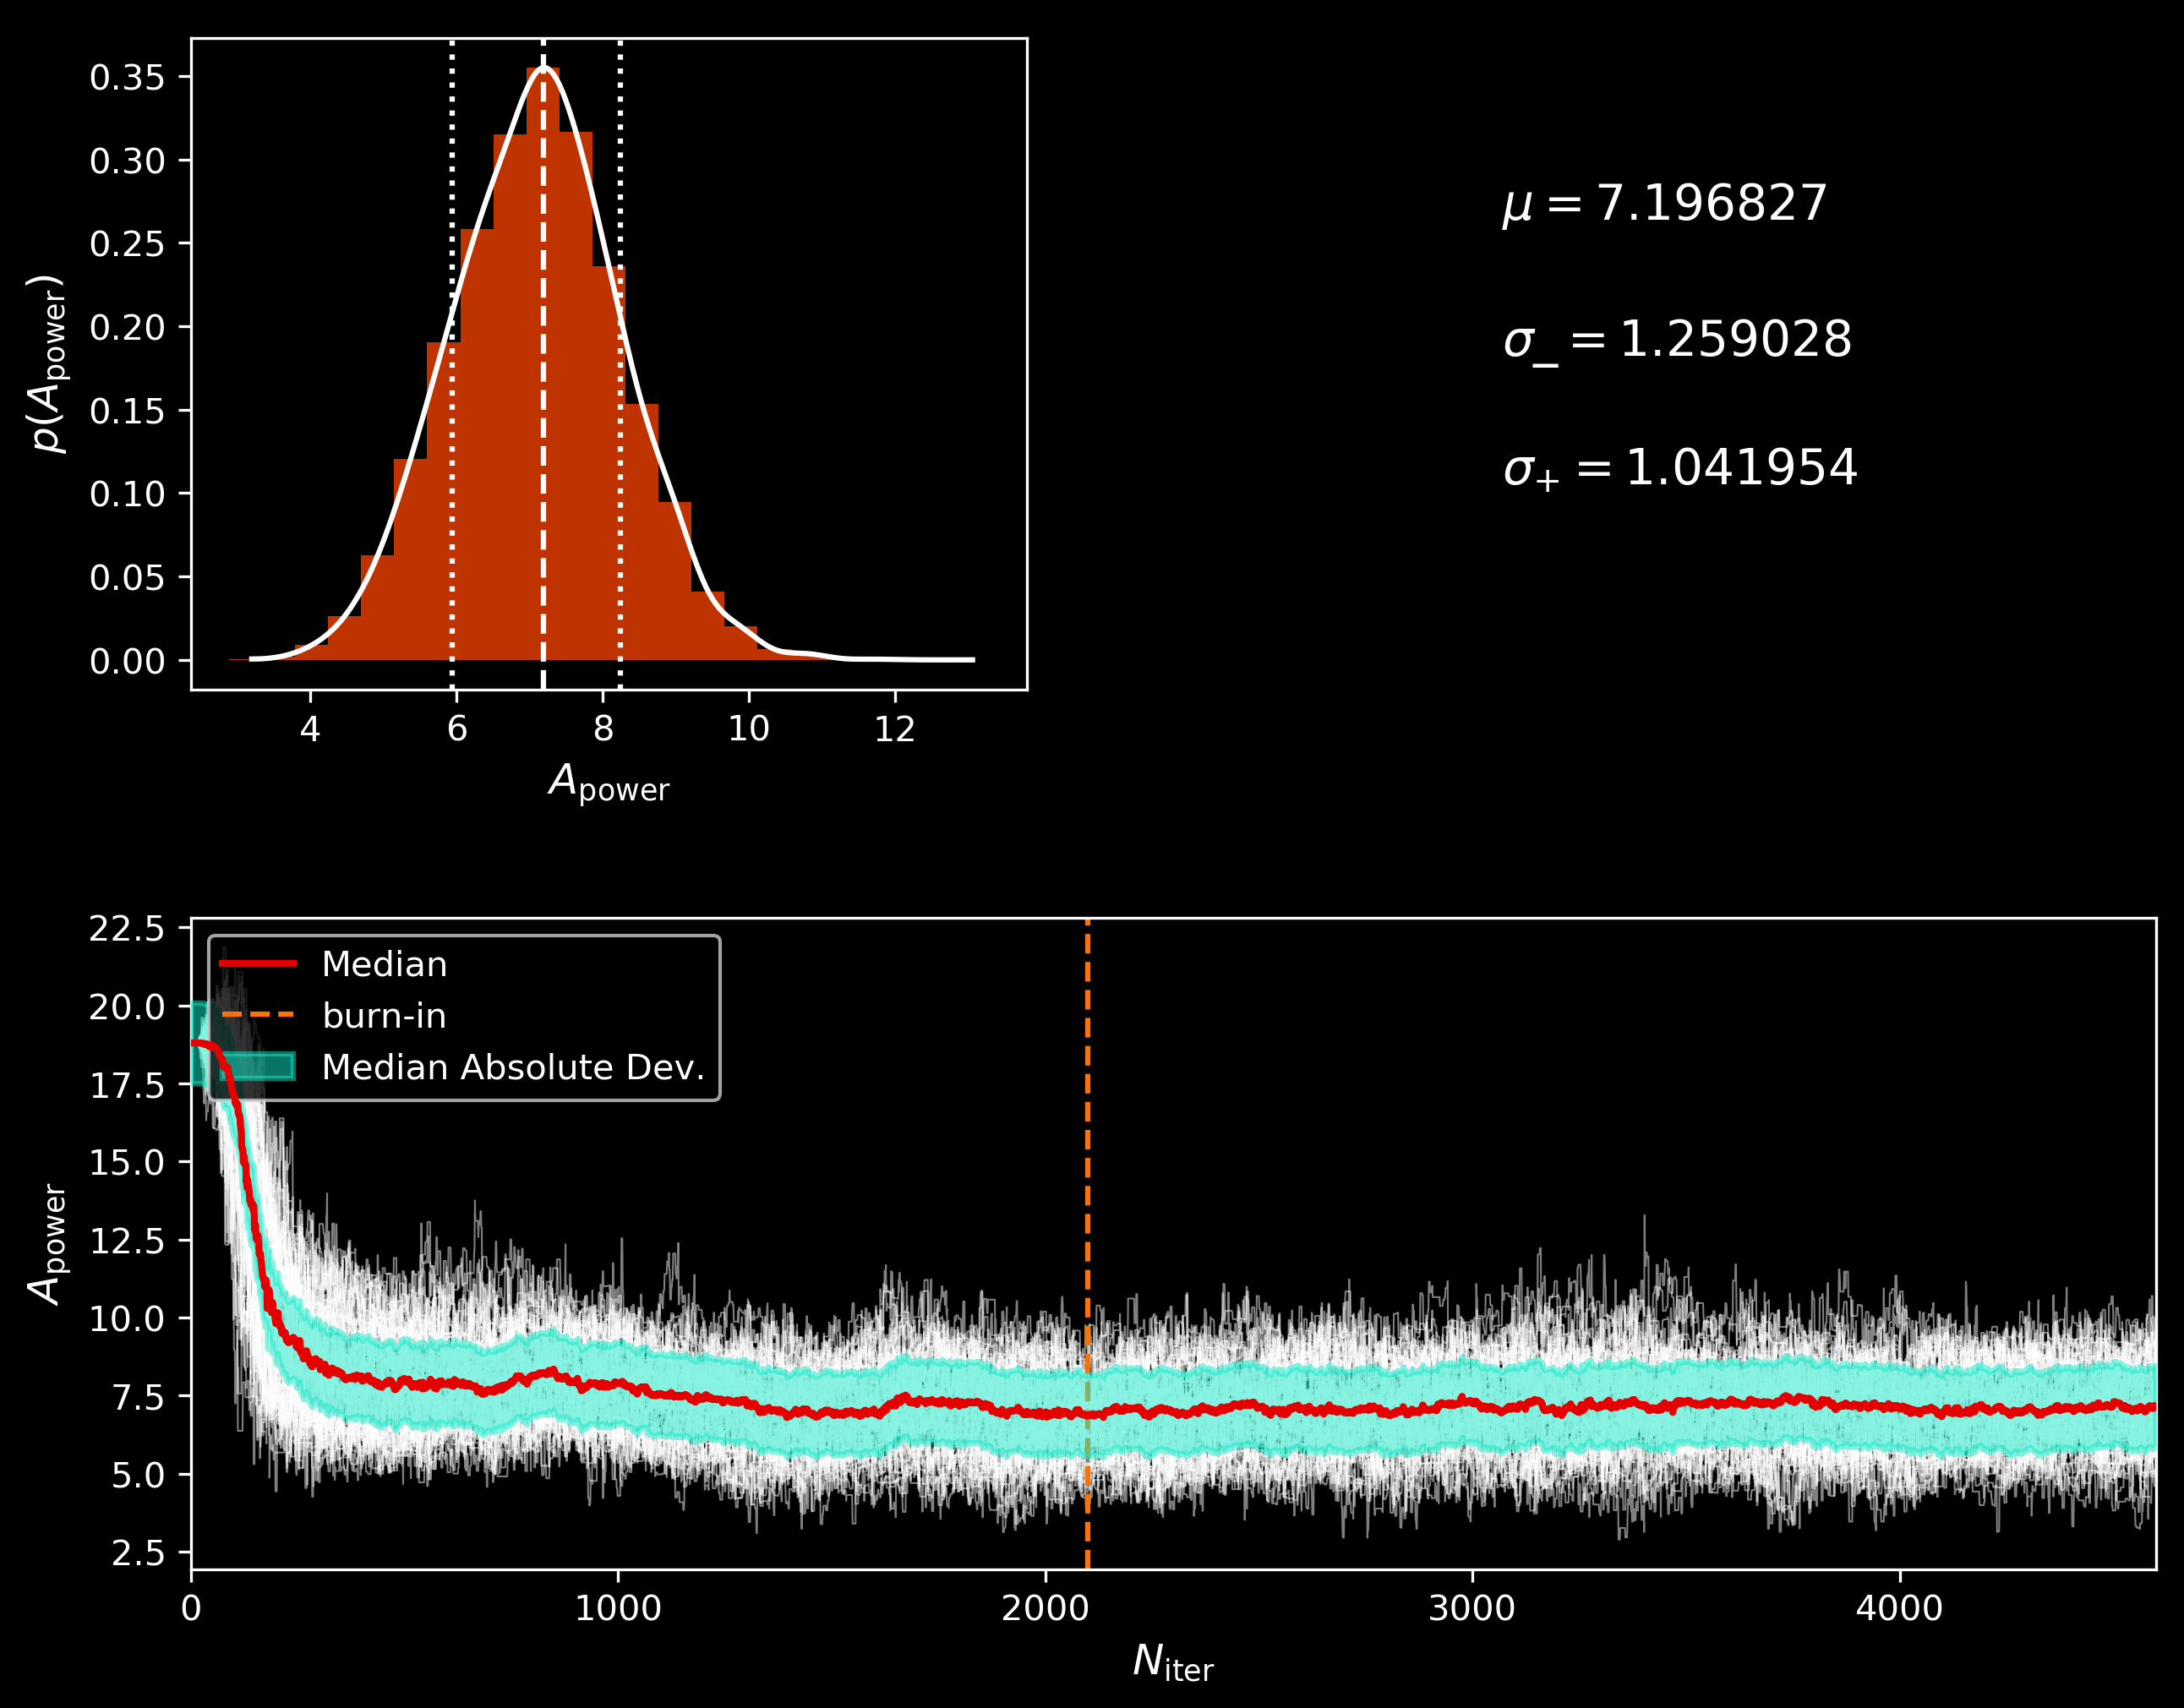 0.35
0.30
0.25
0.20
0.15
0.10
0.05
0.00
p(A_power)
4 6 8 10 12
A_power
μ = 7.196827
σ_− = 1.259028
σ_+ = 1.041954
22.5
20.0
17.5
15.0
12.5
10.0
7.5
5.0
2.5
A_power
Median
burn-in
Median Absolute Dev.
0 1000 2000 3000 4000
N_iter